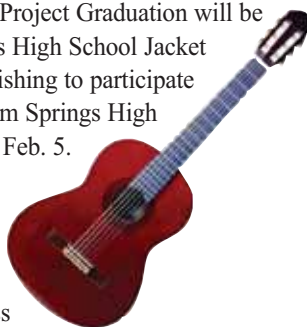 Project Graduation will be
s High School Jacket
ishing to participate
m Springs High
Feb. 5.
s